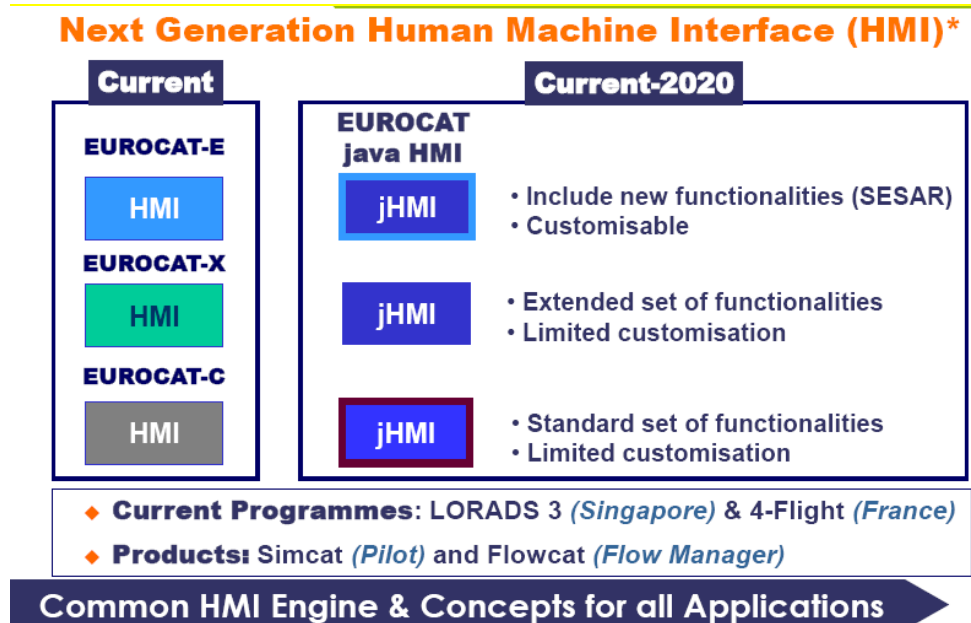 Next Generation Human Machine Interface (HMI)*
Current
Current-2020
EUROCAT-E
HMI
EUROCAT-X
HMI
EUROCAT-C
HMI
EUROCAT
java HMI
jHMI
• Include new functionalities (SESAR)
• Customisable
jHMI
• Extended set of functionalities
• Limited customisation
jHMI
• Standard set of functionalities
• Limited customisation
◆ Current Programmes: LORADS 3 (Singapore) & 4-Flight (France)
◆ Products: Simcat (Pilot) and Flowcat (Flow Manager)
Common HMI Engine & Concepts for all Applications